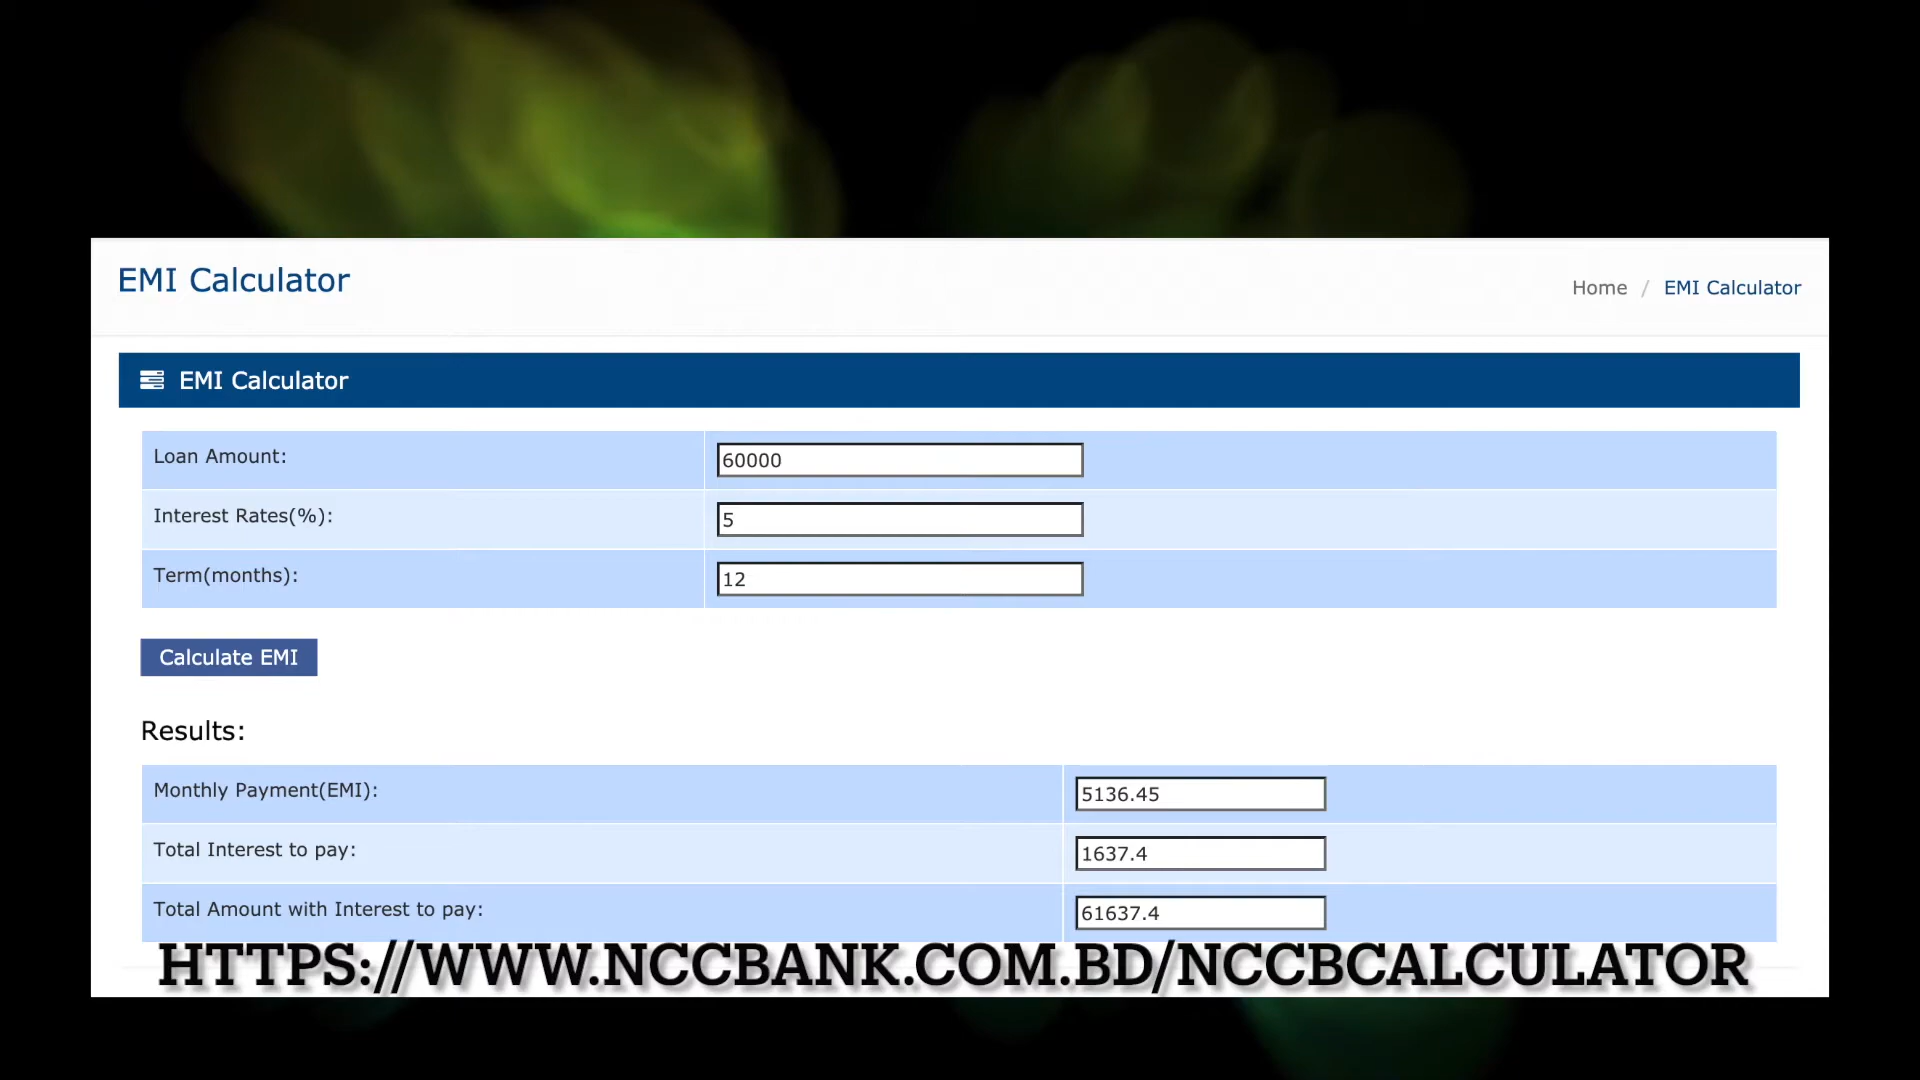 EMI Calculator
Home / EMI Calculator
EMI Calculator
Loan Amount: 60000
Interest Rates(%): 5
Term(months): 12
Calculate EMI
Results:
Monthly Payment(EMI): 5136.45
Total Interest to pay: 1637.4
Total Amount with Interest to pay: 61637.4
HTTPS://WWW.NCCBANK.COM.BD/NCCBCALCULATOR